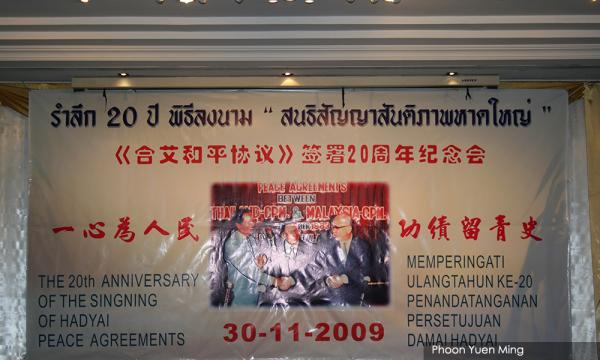 รำลึก 20 ปี พิธีลงนาม “ สนธิสัญญาสันติภาพหาดใหญ่ ”
《合艾和平协议》签署20周年纪念会
PEACE AGREEMENTS
BETWEEN
THAILAND-CPM. & MALAYSIA-CPM.
一心為人民
功績留青史
THE 20th ANNIVERSARY
OF THE SINGNING
OF HADYAI
PEACE AGREEMENTS
MEMPERINGATI
ULANGTAHUN KE-20
PENANDATANGANAN
PERSETUJUAN
DAMAI HADYAI
30-11-2009
Phoon Yuen Ming